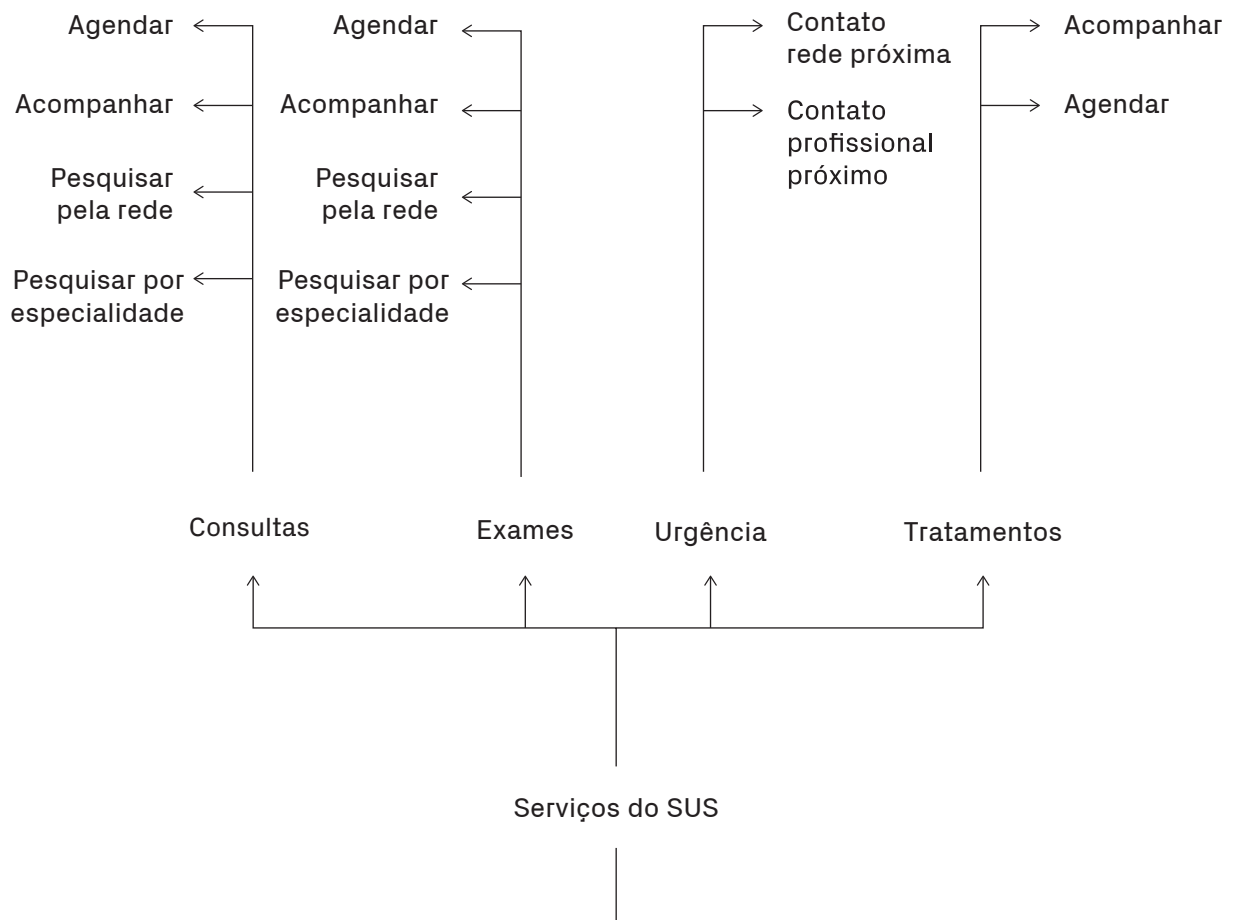 Agendar
Acompanhar
Pesquisar
pela rede
Pesquisar por
especialidade
Agendar
Acompanhar
Pesquisar
pela rede
Pesquisar por
especialidade
Contato
rede próxima
Contato
profissional
próximo
Acompanhar
Agendar
Consultas
Exames
Urgência
Tratamentos
Serviços do SUS